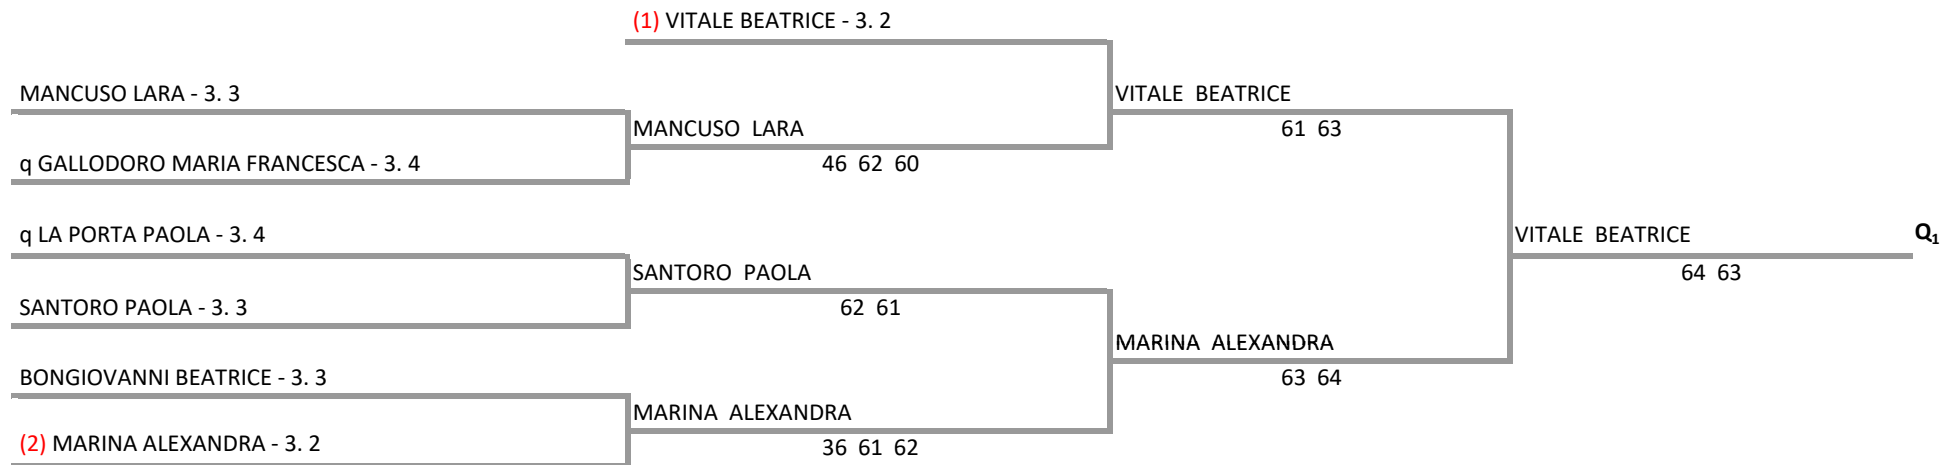 (1) VITALE BEATRICE - 3. 2
MANCUSO LARA - 3. 3
VITALE BEATRICE
MANCUSO LARA
61 63
q GALLODORO MARIA FRANCESCA - 3. 4
46 62 60
q LA PORTA PAOLA - 3. 4
VITALE BEATRICE
Q1
SANTORO PAOLA
64 63
SANTORO PAOLA - 3. 3
62 61
MARINA ALEXANDRA
BONGIOVANNI BEATRICE - 3. 3
63 64
MARINA ALEXANDRA
(2) MARINA ALEXANDRA - 3. 2
36 61 62